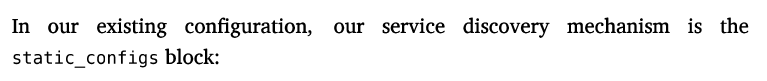 In our existing configuration, our service discovery mechanism is the
static_configs block: